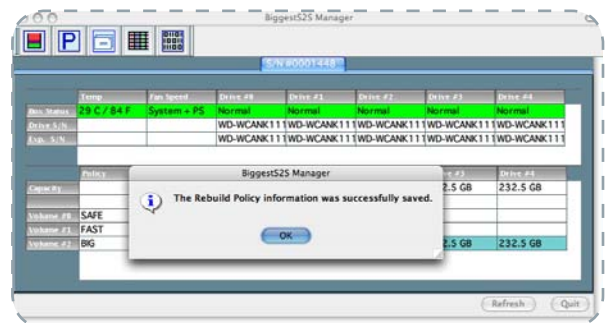 BiggestS2S Manager
P
S/N #0001448
Temp Fan Speed Drive #0 Drive #1 Drive #2 Drive #3 Drive #4
Box Status 29 C / 84 F System + PS Normal Normal Normal Normal Normal
Drive S/N WD-WCANK111 WD-WCANK111 WD-WCANK111 WD-WCANK111 WD-WCANK111
Exp. S/N WD-WCANK111 WD-WCANK111 WD-WCANK111 WD-WCANK111 WD-WCANK111
Policy #3 Drive #4
Capacity 2.5 GB 232.5 GB
Volume #0 SAFE
Volume #1 FAST
Volume #2 BIG 2.5 GB 232.5 GB
BiggestS2S Manager
The Rebuild Policy information was successfully saved.
OK
Refresh Quit